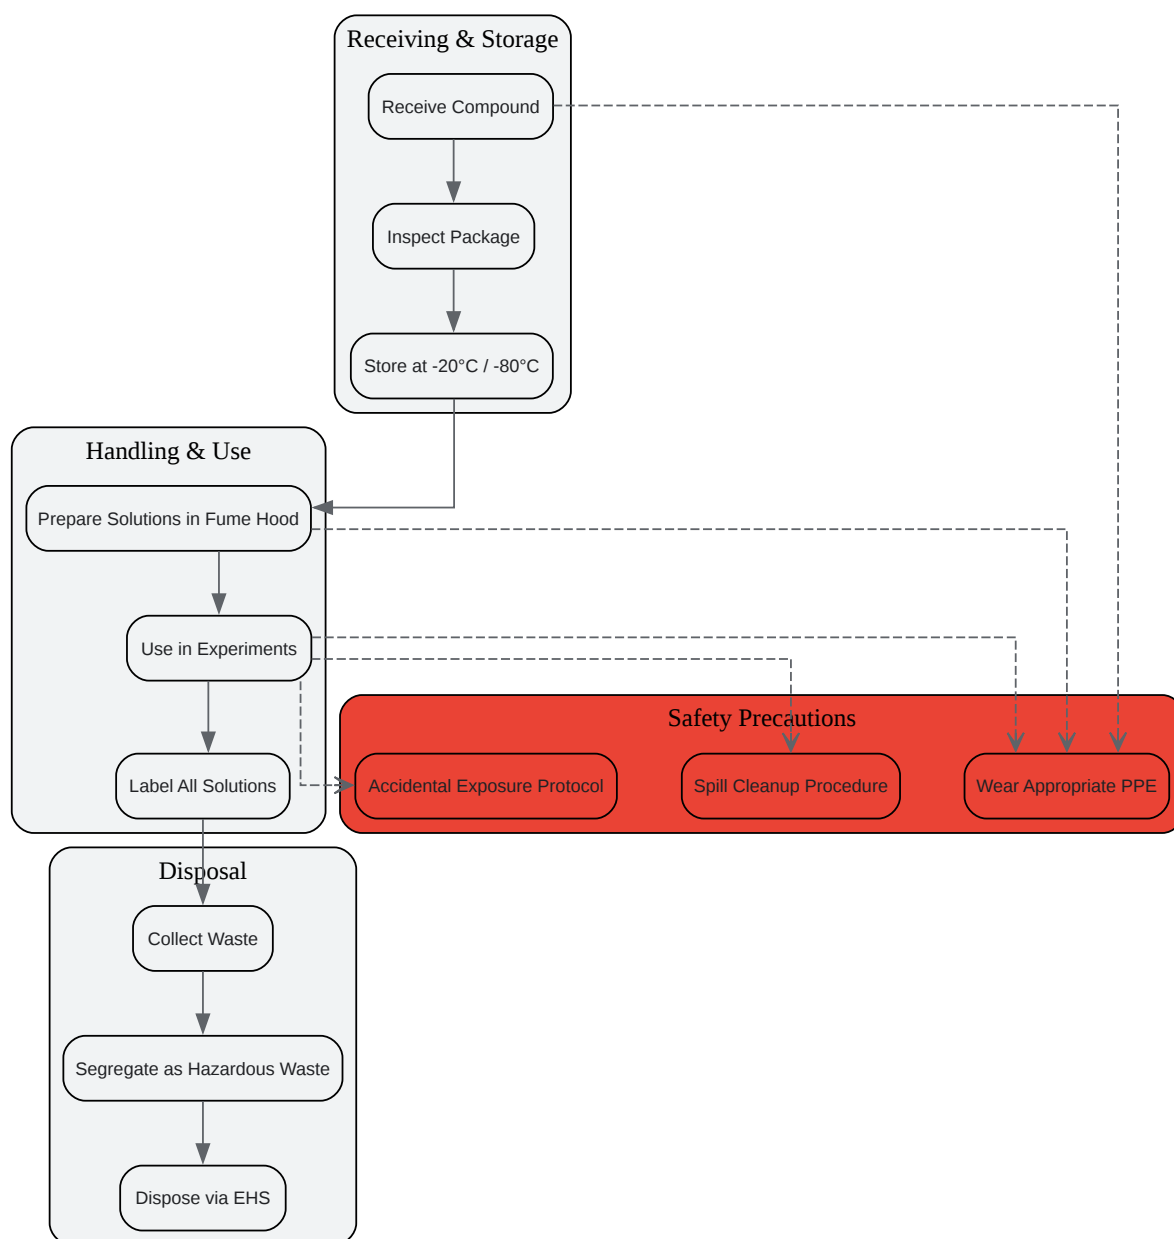 Receiving & Storage
Receive Compound
Inspect Package
Store at -20°C / -80°C
Handling & Use
Prepare Solutions in Fume Hood
Use in Experiments
Label All Solutions
Safety Precautions
Accidental Exposure Protocol
Spill Cleanup Procedure
Wear Appropriate PPE
Disposal
Collect Waste
Segregate as Hazardous Waste
Dispose via EHS